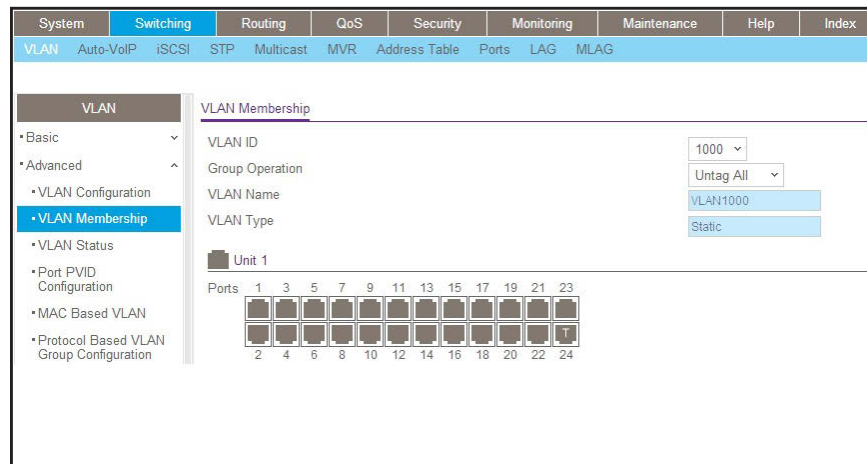 System Switching Routing QoS Security Monitoring Maintenance Help Index
VLAN Auto-VoIP iSCSI STP Multicast MVR Address Table Ports LAG MLAG
VLAN
Basic
Advanced
VLAN Configuration
VLAN Membership
VLAN Status
Port PVID
Configuration
MAC Based VLAN
Protocol Based VLAN
Group Configuration
VLAN Membership
VLAN ID 1000
Group Operation Untag All
VLAN Name VLAN1000
VLAN Type Static
Unit 1
Ports 1 3 5 7 9 11 13 15 17 19 21 23
T
2 4 6 8 10 12 14 16 18 20 22 24